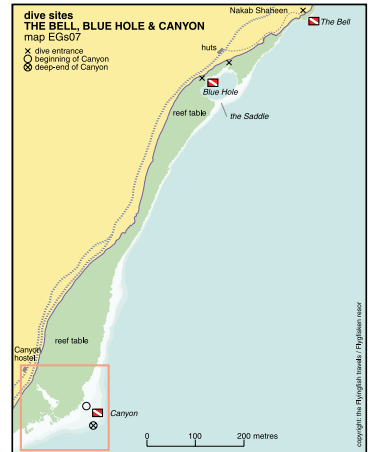 dive sites
THE BELL, BLUE HOLE & CANYON
map EGs07
dive entrance
beginning of Canyon
deep-end of Canyon
Nakab Shaheen
The Bell
huts
Blue Hole
the Saddle
reef table
reef table
Canyon
hostel
Canyon
0 100 200 metres
copyright: the Flyingfish travels / Flygfisken resor